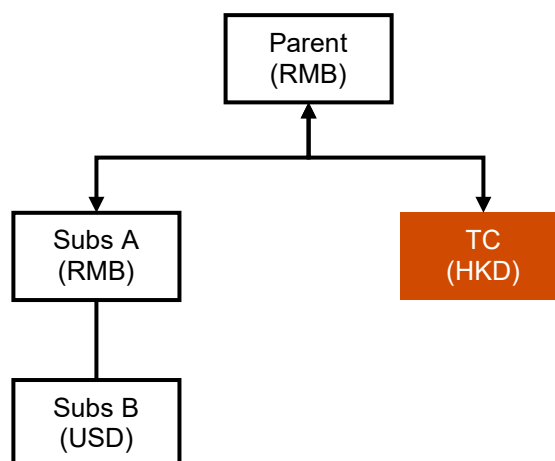 Parent
(RMB)
Subs A
(RMB)
TC
(HKD)
Subs B
(USD)